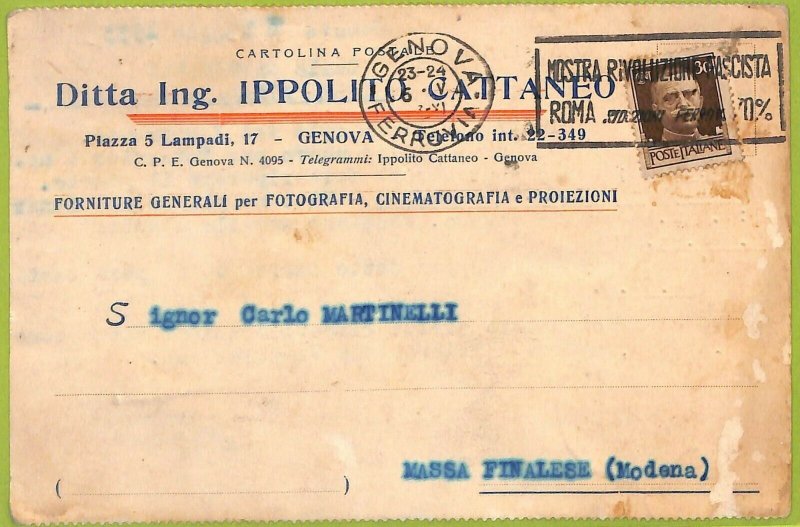 CARTOLINA POSTALE
Ditta Ing. IPPOLITO CATTANEO
Piazza 5 Lampadi, 17 - GENOVA - Telefono int. 22-349
C. P. E. Genova N. 4095 - Telegrammi: Ippolito Cattaneo - Genova
FORNITURE GENERALI per FOTOGRAFIA, CINEMATOGRAFIA e PROIEZIONI
GENOVA
23-24
FERROVIA
MOSTRA RIVOLUZIONE FASCISTA
ROMA 70%
30
POSTE ITALIANE
Signor Carlo MARTINELLI
MASSA FINALESE (Modena)
( )